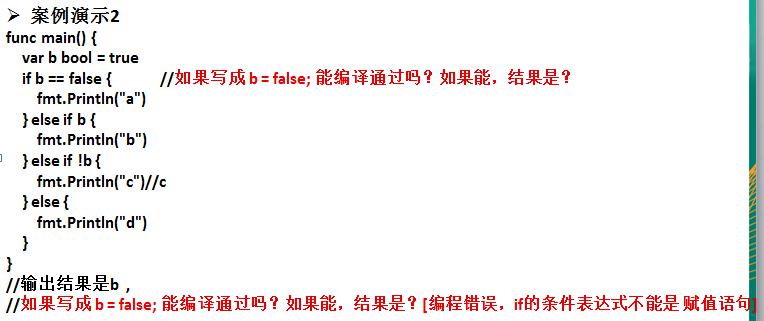 ➢ 案例演示2
func main() {
var b bool = true
if b == false { //如果写成 b = false; 能编译通过吗？如果能，结果是？
fmt.Println("a")
} else if b {
fmt.Println("b")
} else if !b {
fmt.Println("c")//c
} else {
fmt.Println("d")
}
}
//输出结果是b ，
//如果写成 b = false; 能编译通过吗？如果能，结果是？[编程错误，if的条件表达式不能是 赋值语句]